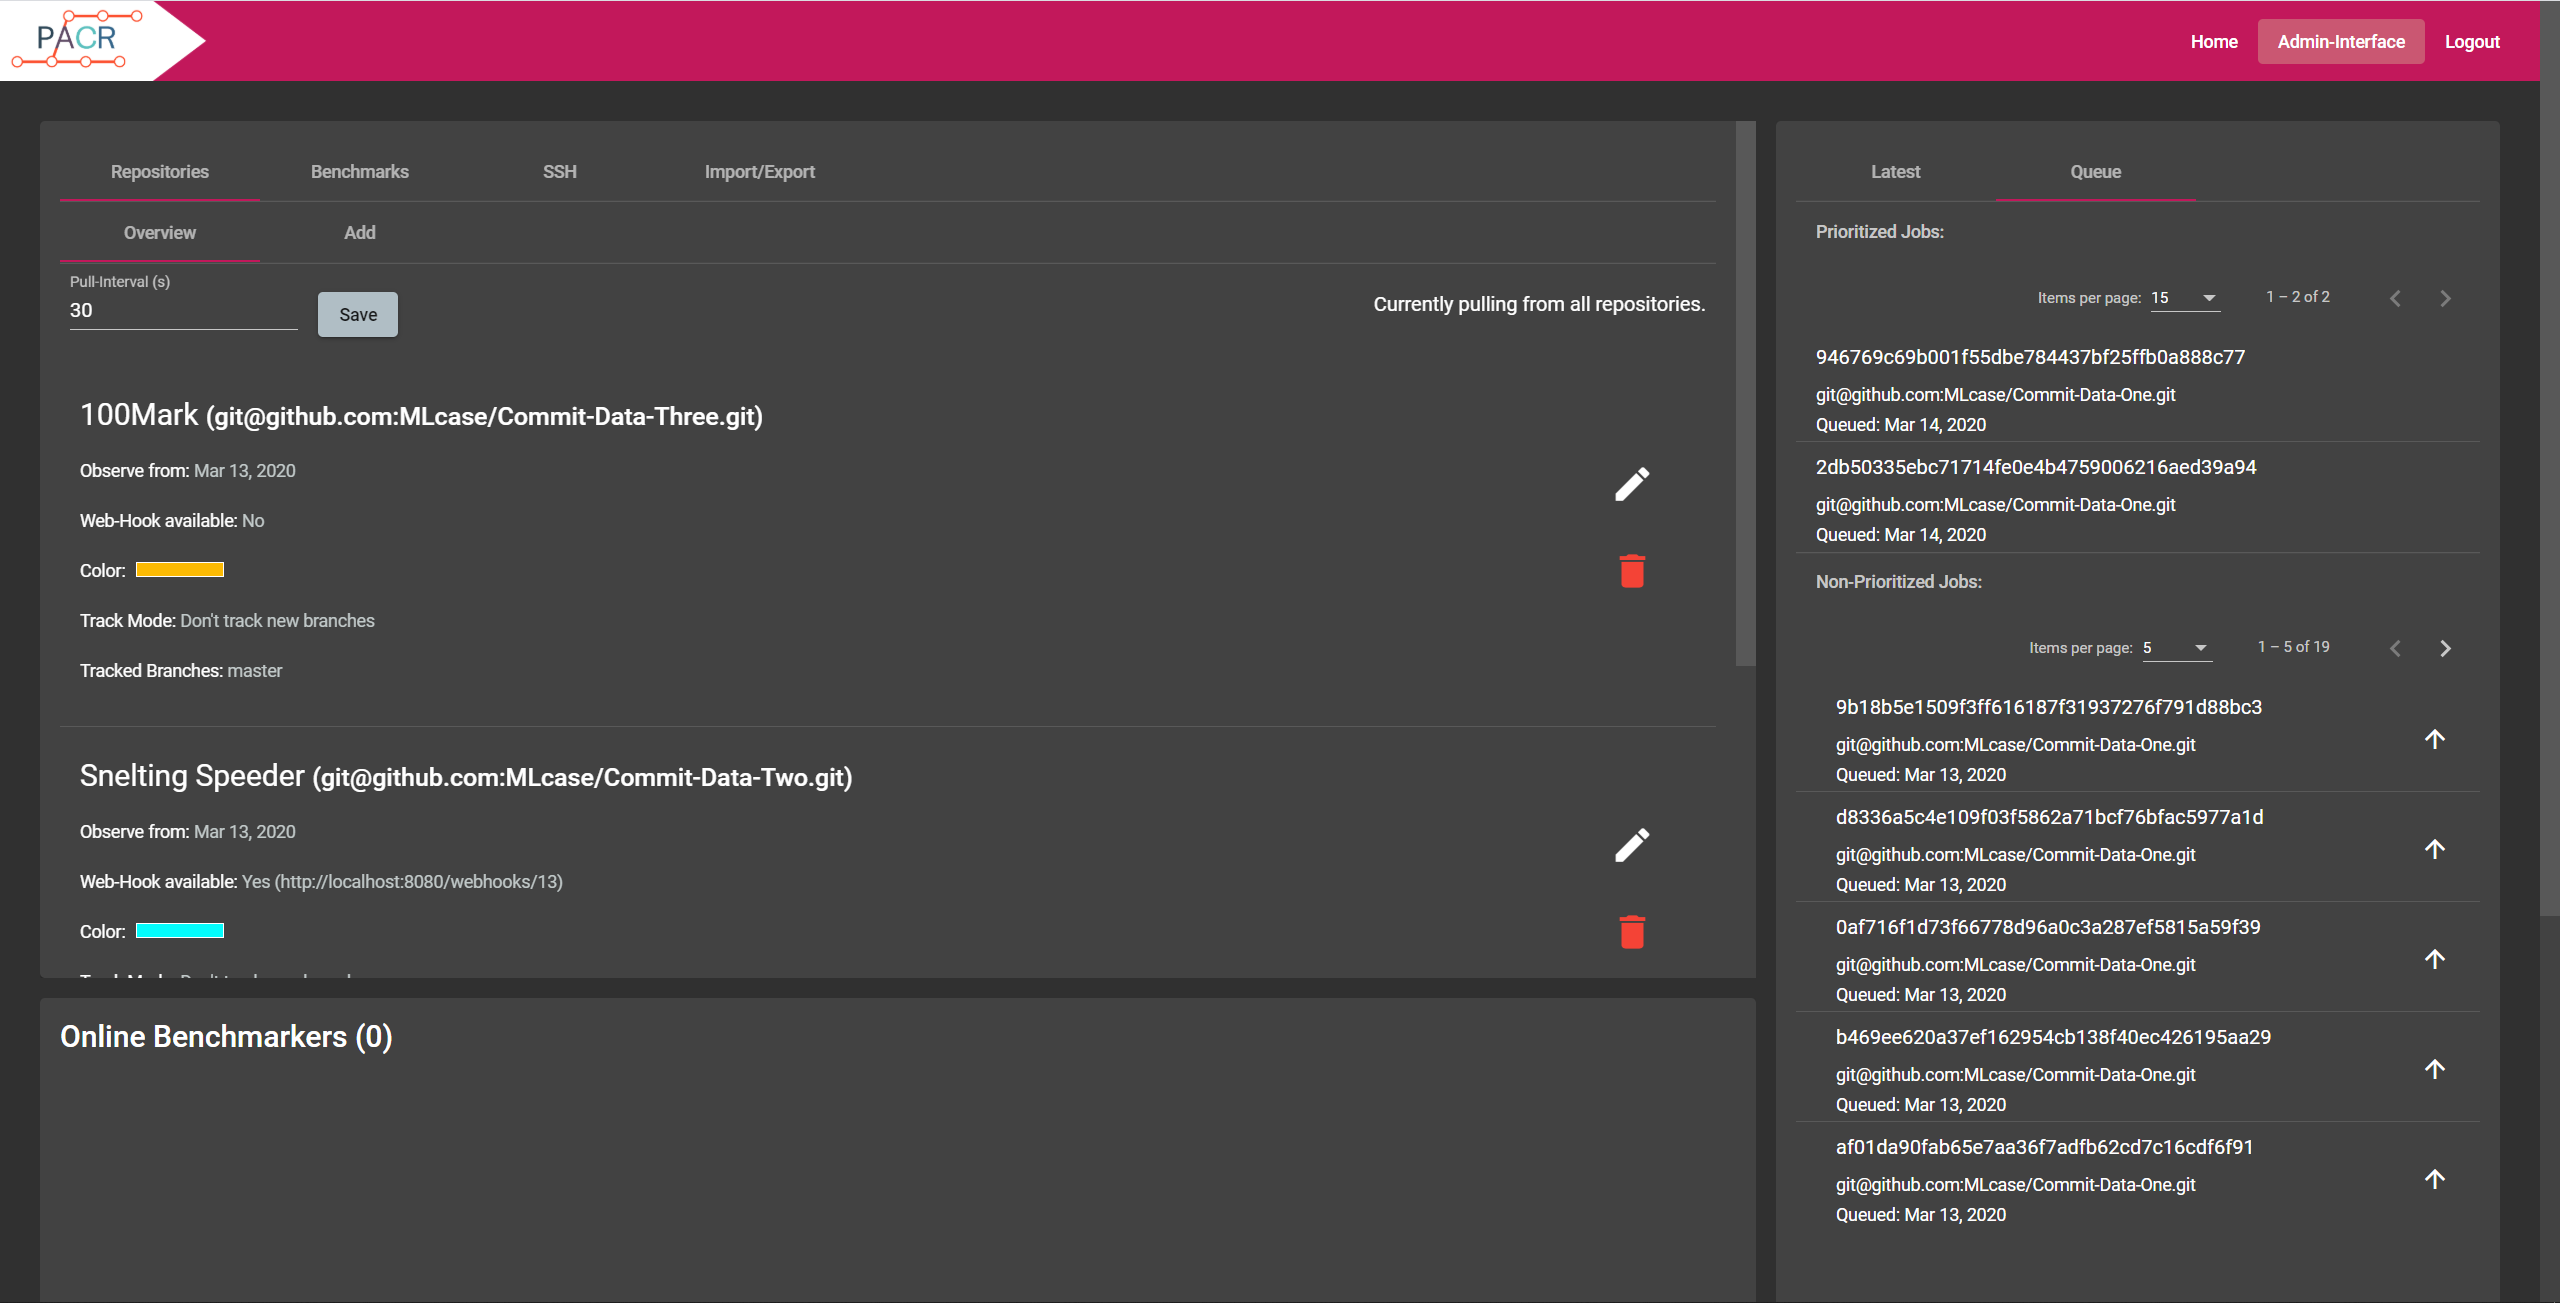 PACR
Home
Admin-Interface
Logout
Repositories
Benchmarks
SSH
Import/Export
Overview
Add
Pull-Interval (s)
30
Save
Currently pulling from all repositories.
100Mark (git@github.com:MLcase/Commit-Data-Three.git)
Observe from: Mar 13, 2020
Web-Hook available: No
Color:
Track Mode: Don't track new branches
Tracked Branches: master
Snelting Speeder (git@github.com:MLcase/Commit-Data-Two.git)
Observe from: Mar 13, 2020
Web-Hook available: Yes (http://localhost:8080/webhooks/13)
Color:
Online Benchmarkers (0)
Latest
Queue
Prioritized Jobs:
Items per page: 15
1 – 2 of 2
946769c69b001f55dbe784437bf25ffb0a888c77
git@github.com:MLcase/Commit-Data-One.git
Queued: Mar 14, 2020
2db50335ebc71714fe0e4b4759006216aed39a94
git@github.com:MLcase/Commit-Data-One.git
Queued: Mar 14, 2020
Non-Prioritized Jobs:
Items per page: 5
1 – 5 of 19
9b18b5e1509f3ff616187f31937276f791d88bc3
git@github.com:MLcase/Commit-Data-One.git
Queued: Mar 13, 2020
d8336a5c4e109f03f5862a71bcf76bfac5977a1d
git@github.com:MLcase/Commit-Data-One.git
Queued: Mar 13, 2020
0af716f1d73f66778d96a0c3a287ef5815a59f39
git@github.com:MLcase/Commit-Data-One.git
Queued: Mar 13, 2020
b469ee620a37ef162954cb138f40ec426195aa29
git@github.com:MLcase/Commit-Data-One.git
Queued: Mar 13, 2020
af01da90fab65e7aa36f7adfb62cd7c16cdf6f91
git@github.com:MLcase/Commit-Data-One.git
Queued: Mar 13, 2020